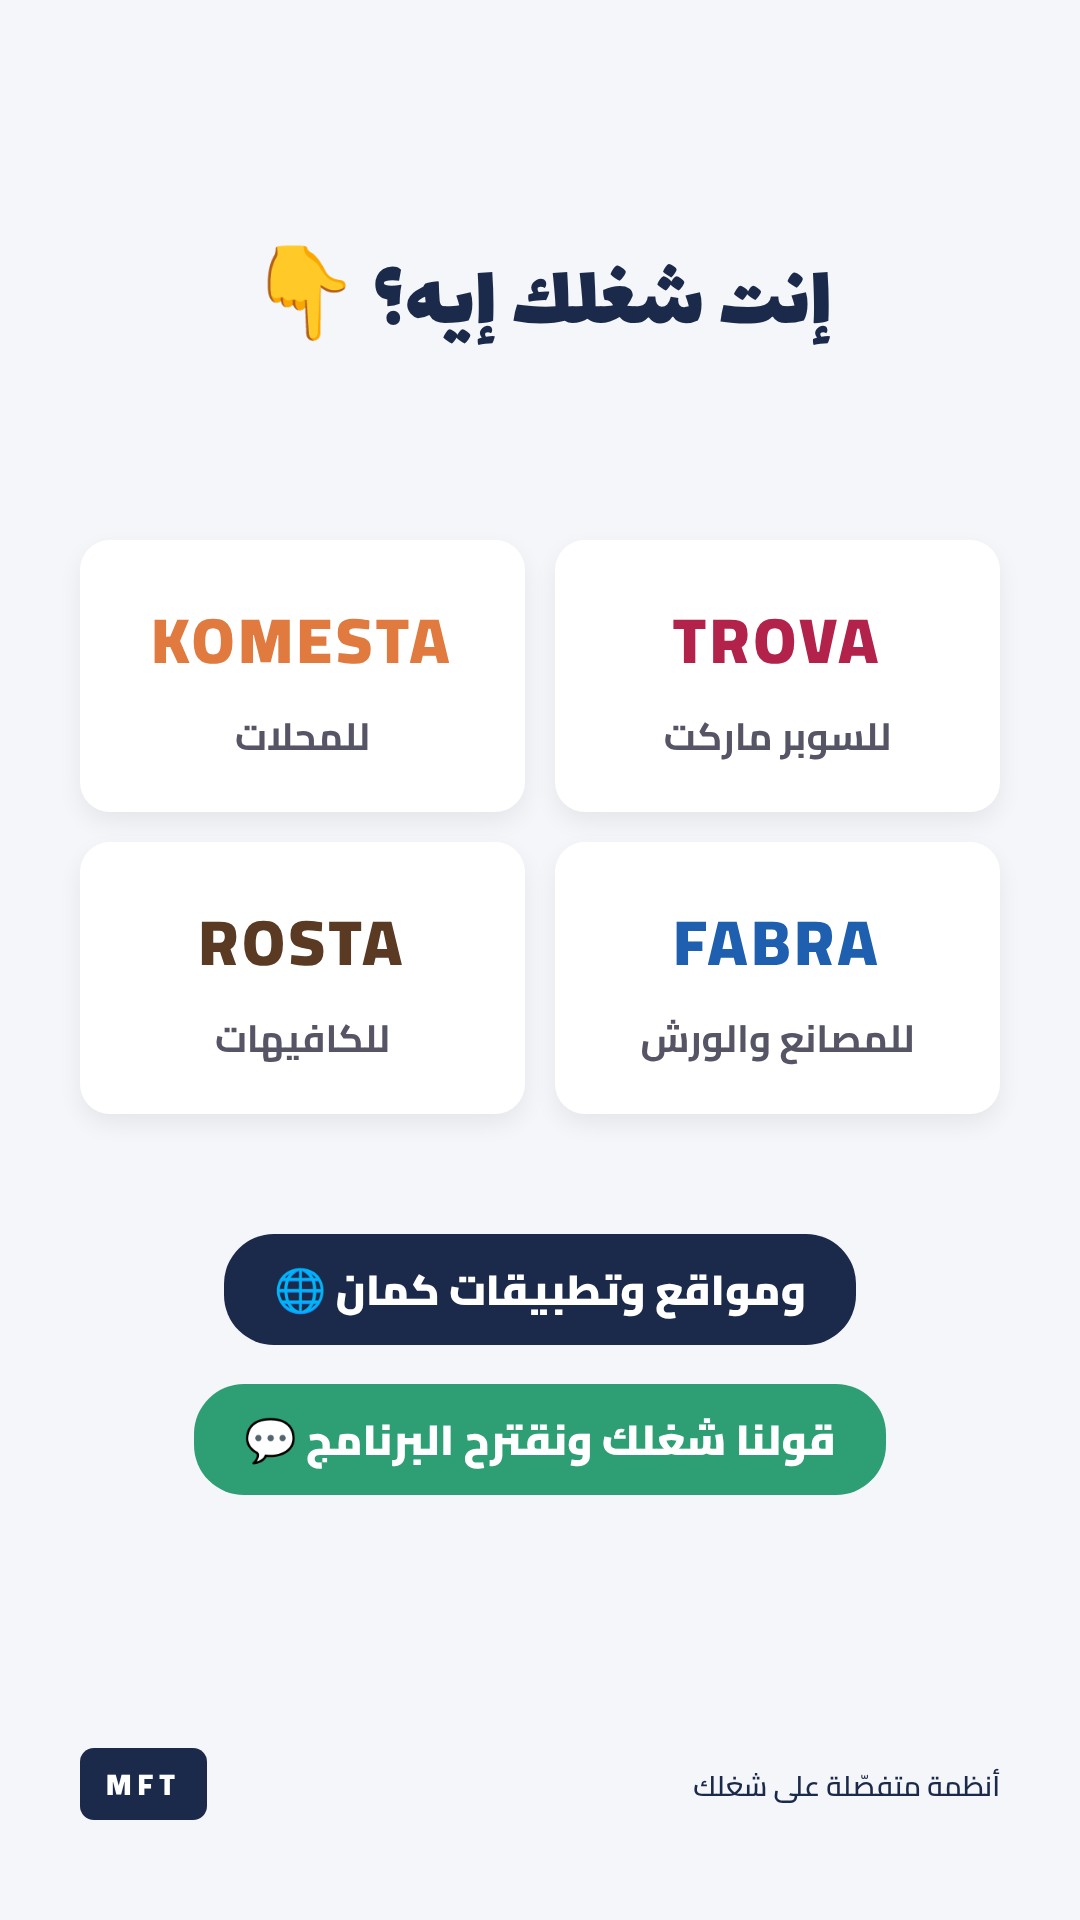 إنت شغلك إيه؟ 👇
TROVA
للسوبر ماركت
KOMESTA
للمحلات
FABRA
للمصانع والورش
ROSTA
للكافيهات
ومواقع وتطبيقات كمان 🌐
قولنا شغلك ونقترح البرنامج 💬
أنظمة متفصّلة على شغلك
MFT